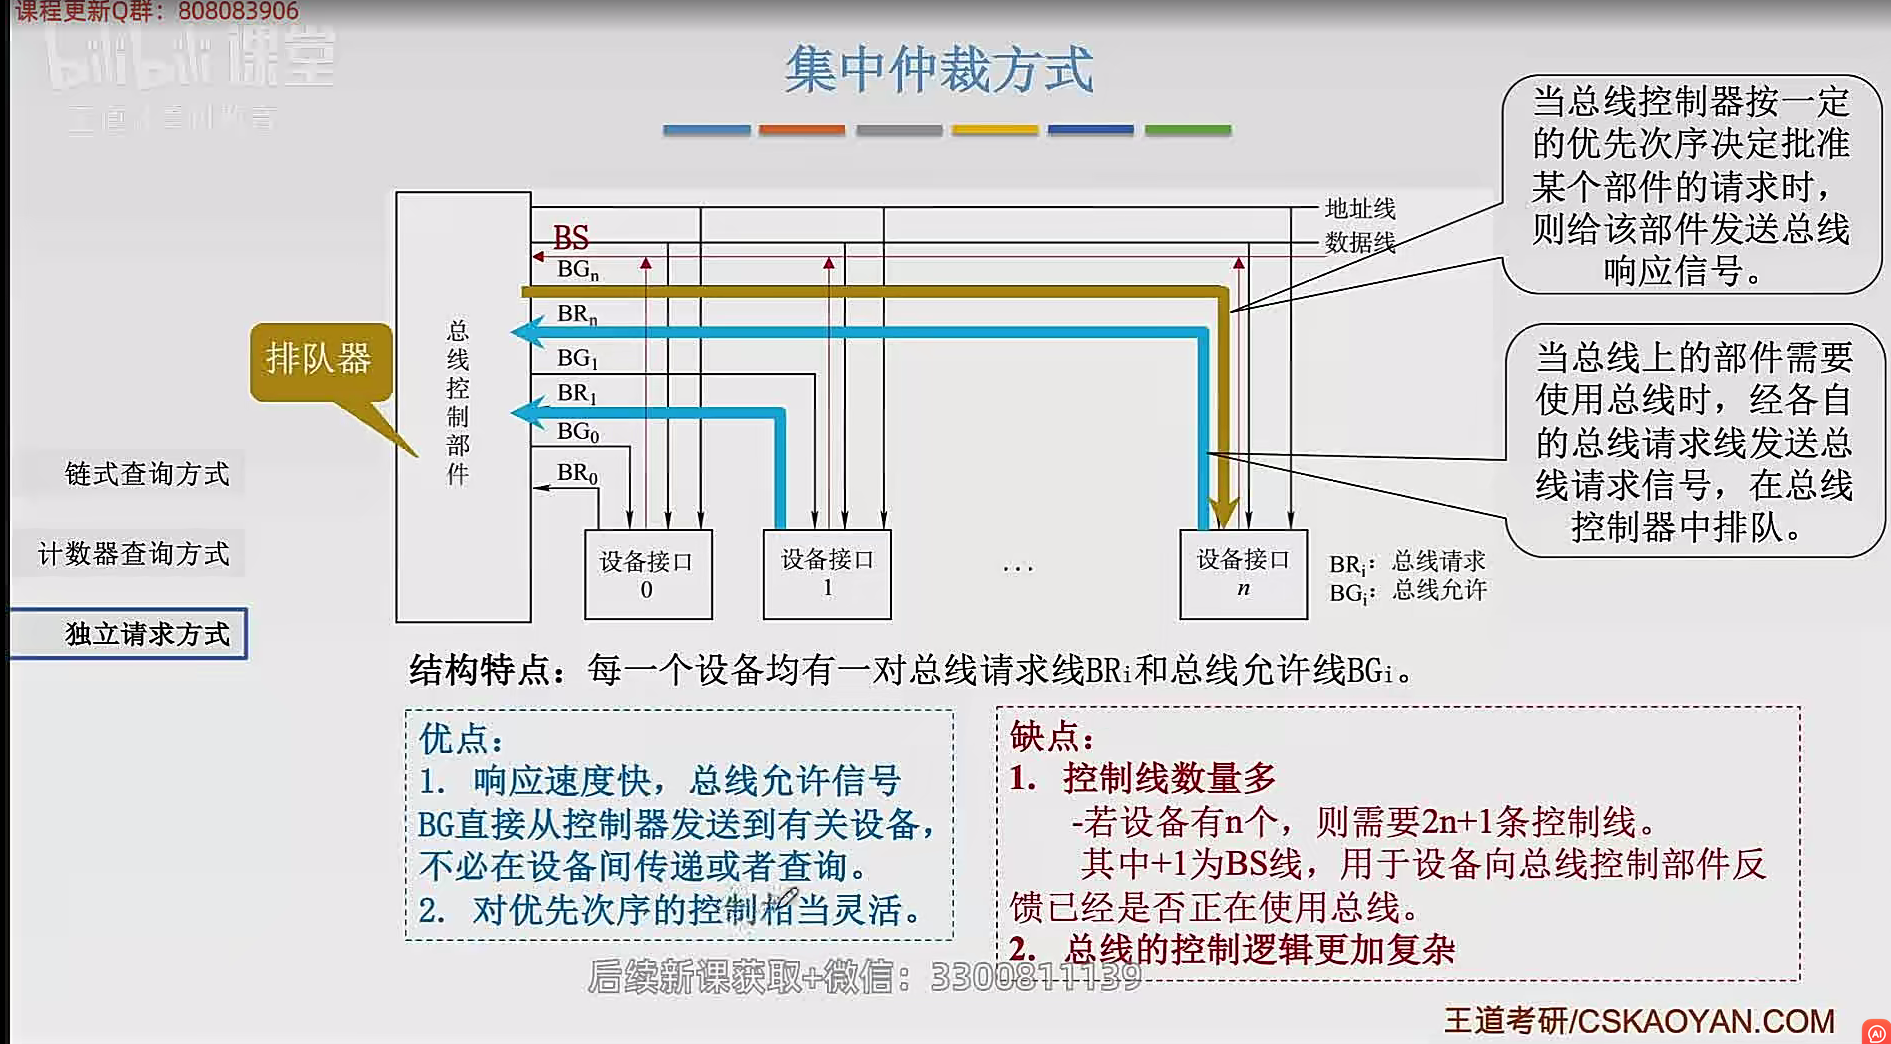 课程更新Q群：808083906
bilibili 课堂
集中仲裁方式
当总线控制器按一定
的优先次序决定批准
某个部件的请求时，
则给该部件发送总线
响应信号。
地址线
数据线
BS
BGn
BRn
BG1
BR1
BG0
BR0
总线控制部件
排队器
当总线上的部件需要
使用总线时，经各自
的总线请求线发送总
线请求信号，在总线
控制器中排队。
链式查询方式
计数器查询方式
独立请求方式
设备接口
0
设备接口
1
...
设备接口
n
BRi：总线请求
BGi：总线允许
结构特点：每一个设备均有一对总线请求线BRi和总线允许线BGi。
优点：
1. 响应速度快，总线允许信号
BG直接从控制器发送到有关设备，
不必在设备间传递或者查询。
2. 对优先次序的控制相当灵活。
缺点：
1. 控制线数量多
-若设备有n个，则需要2n+1条控制线。
其中+1为BS线，用于设备向总线控制部件反
馈已经是否正在使用总线。
2. 总线的控制逻辑更加复杂
后续新课获取+微信：3300811139
王道考研/CSKAOYAN.COM
AI